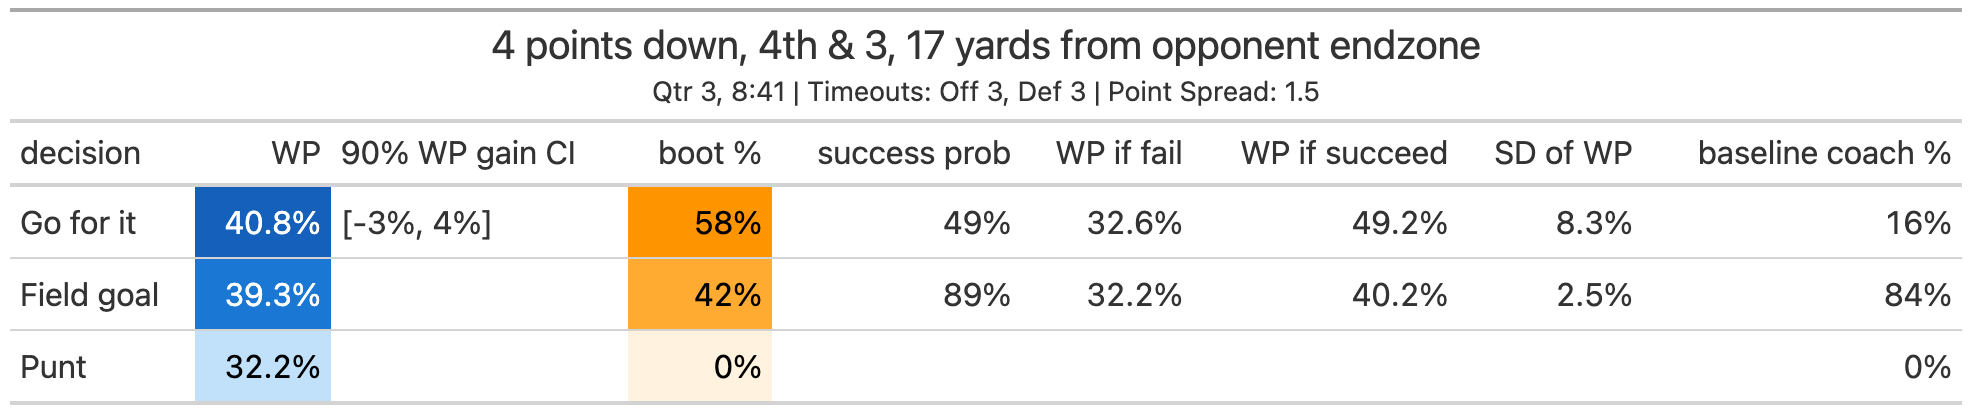 4 points down, 4th & 3, 17 yards from opponent endzone
Qtr 3, 8:41 | Timeouts: Off 3, Def 3 | Point Spread: 1.5
decision WP 90% WP gain CI boot % success prob WP if fail WP if succeed SD of WP baseline coach %
Go for it 40.8% [-3%, 4%] 58% 49% 32.6% 49.2% 8.3% 16%
Field goal 39.3% 42% 89% 32.2% 40.2% 2.5% 84%
Punt 32.2% 0% 0%